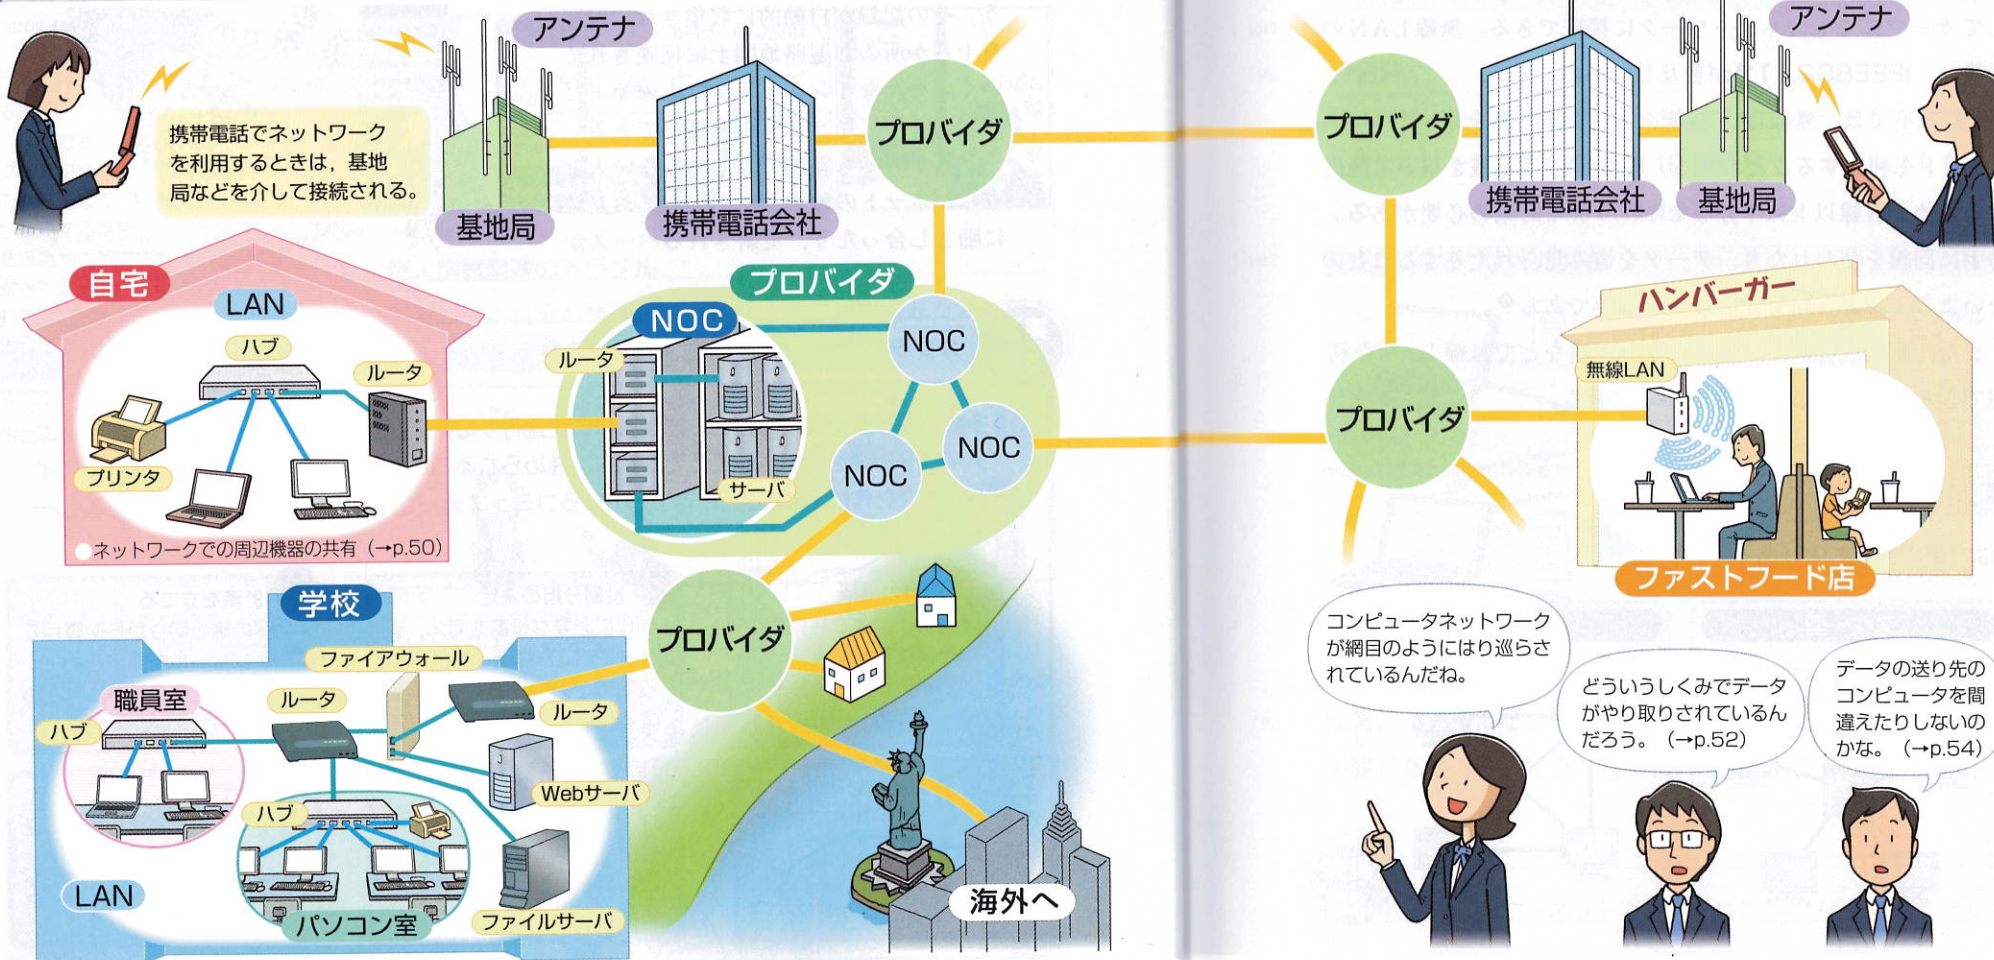 アンテナ
携帯電話でネットワーク
を利用するときは，基地
局などを介して接続される。
基地局
携帯電話会社
プロバイダ
プロバイダ
携帯電話会社
基地局
アンテナ
自宅
LAN
ハブ
ルータ
プリンタ
ネットワークでの周辺機器の共有（→p.50）
プロバイダ
NOC
ルータ
サーバ
NOC
NOC
NOC
プロバイダ
ハンバーガー
無線LAN
ファストフード店
学校
ファイアウォール
職員室
ルータ
ハブ
ルータ
Webサーバ
ハブ
LAN
パソコン室
ファイルサーバ
プロバイダ
海外へ
コンピュータネットワーク
が網目のようにはり巡らさ
れているんだね。
どういうしくみでデータ
がやり取りされているん
だろう。（→p.52）
データの送り先の
コンピュータを間
違えたりしないの
かな。（→p.54）